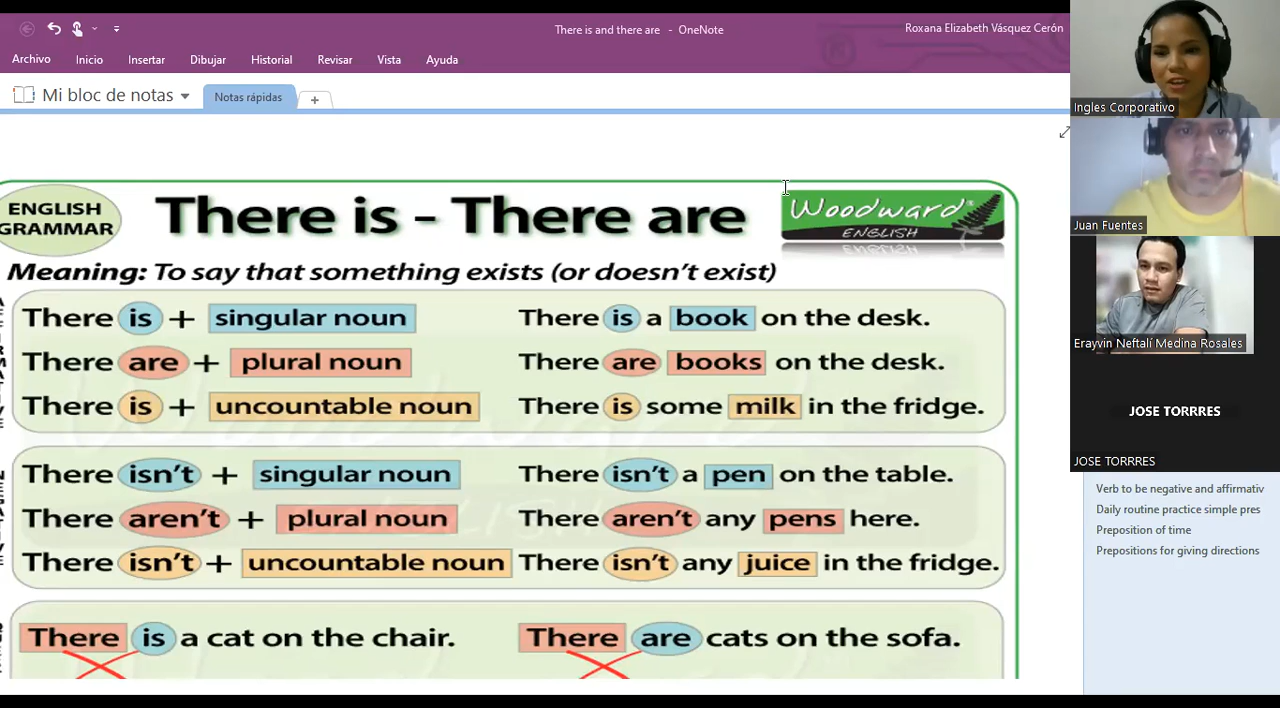 There is and there are - OneNote
Roxana Elizabeth Vásquez Cerón
Archivo Inicio Insertar Dibujar Historial Revisar Vista Ayuda
Mi bloc de notas Notas rápidas +
ENGLISH
GRAMMAR
There is - There are
Woodward®
ENGLISH
Meaning: To say that something exists (or doesn't exist)
There is + singular noun There is a book on the desk.
There are + plural noun There are books on the desk.
There is + uncountable noun There is some milk in the fridge.
There isn't + singular noun There isn't a pen on the table.
There aren't + plural noun There aren't any pens here.
There isn't + uncountable noun There isn't any juice in the fridge.
There is a cat on the chair. There are cats on the sofa.
Ingles Corporativo
Juan Fuentes
Erayvin Neftalí Medina Rosales
JOSE TORRRES
JOSE TORRRES
Verb to be negative and affirmativ
Daily routine practice simple pres
Preposition of time
Prepositions for giving directions